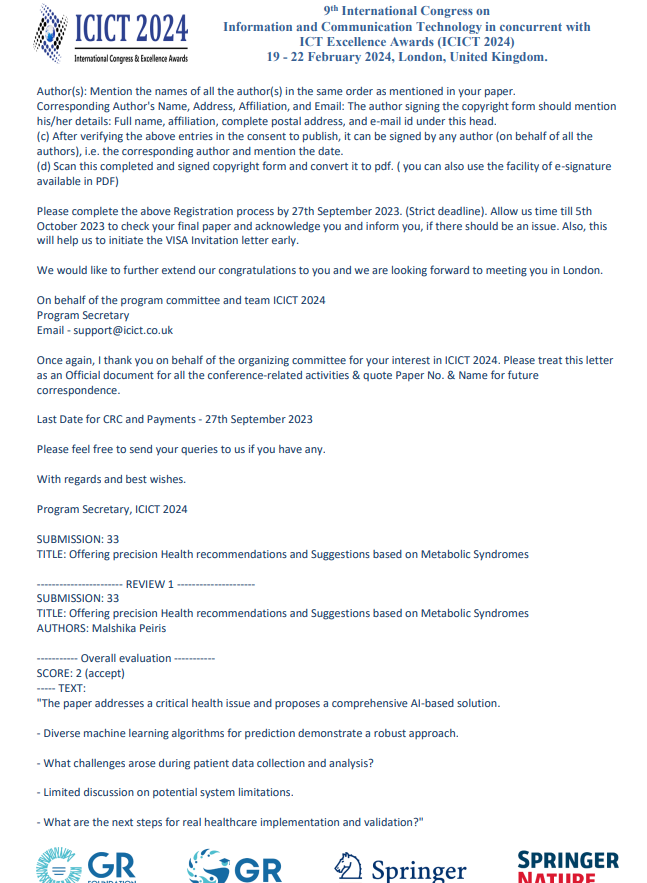 ICICT 2024
International Congress & Excellence Awards
9th International Congress on
Information and Communication Technology in concurrent with
ICT Excellence Awards (ICICT 2024)
19 - 22 February 2024, London, United Kingdom.
Author(s): Mention the names of all the author(s) in the same order as mentioned in your paper.
Corresponding Author's Name, Address, Affiliation, and Email: The author signing the copyright form should mention
his/her details: Full name, affiliation, complete postal address, and e-mail id under this head.
(c) After verifying the above entries in the consent to publish, it can be signed by any author (on behalf of all the
authors), i.e. the corresponding author and mention the date.
(d) Scan this completed and signed copyright form and convert it to pdf. ( you can also use the facility of e-signature
available in PDF)
Please complete the above Registration process by 27th September 2023. (Strict deadline). Allow us time till 5th
October 2023 to check your final paper and acknowledge you and inform you, if there should be an issue. Also, this
will help us to initiate the VISA Invitation letter early.
We would like to further extend our congratulations to you and we are looking forward to meeting you in London.
On behalf of the program committee and team ICICT 2024
Program Secretary
Email - support@icict.co.uk
Once again, I thank you on behalf of the organizing committee for your interest in ICICT 2024. Please treat this letter
as an Official document for all the conference-related activities & quote Paper No. & Name for future
correspondence.
Last Date for CRC and Payments - 27th September 2023
Please feel free to send your queries to us if you have any.
With regards and best wishes.
Program Secretary, ICICT 2024
SUBMISSION: 33
TITLE: Offering precision Health recommendations and Suggestions based on Metabolic Syndromes
----------------------- REVIEW 1 ---------------------
SUBMISSION: 33
TITLE: Offering precision Health recommendations and Suggestions based on Metabolic Syndromes
AUTHORS: Malshika Peiris
----------- Overall evaluation -----------
SCORE: 2 (accept)
----- TEXT:
"The paper addresses a critical health issue and proposes a comprehensive AI-based solution.
- Diverse machine learning algorithms for prediction demonstrate a robust approach.
- What challenges arose during patient data collection and analysis?
- Limited discussion on potential system limitations.
- What are the next steps for real healthcare implementation and validation?"
GR
FOUNDATION
GR
Springer
SPRINGER
NATURE